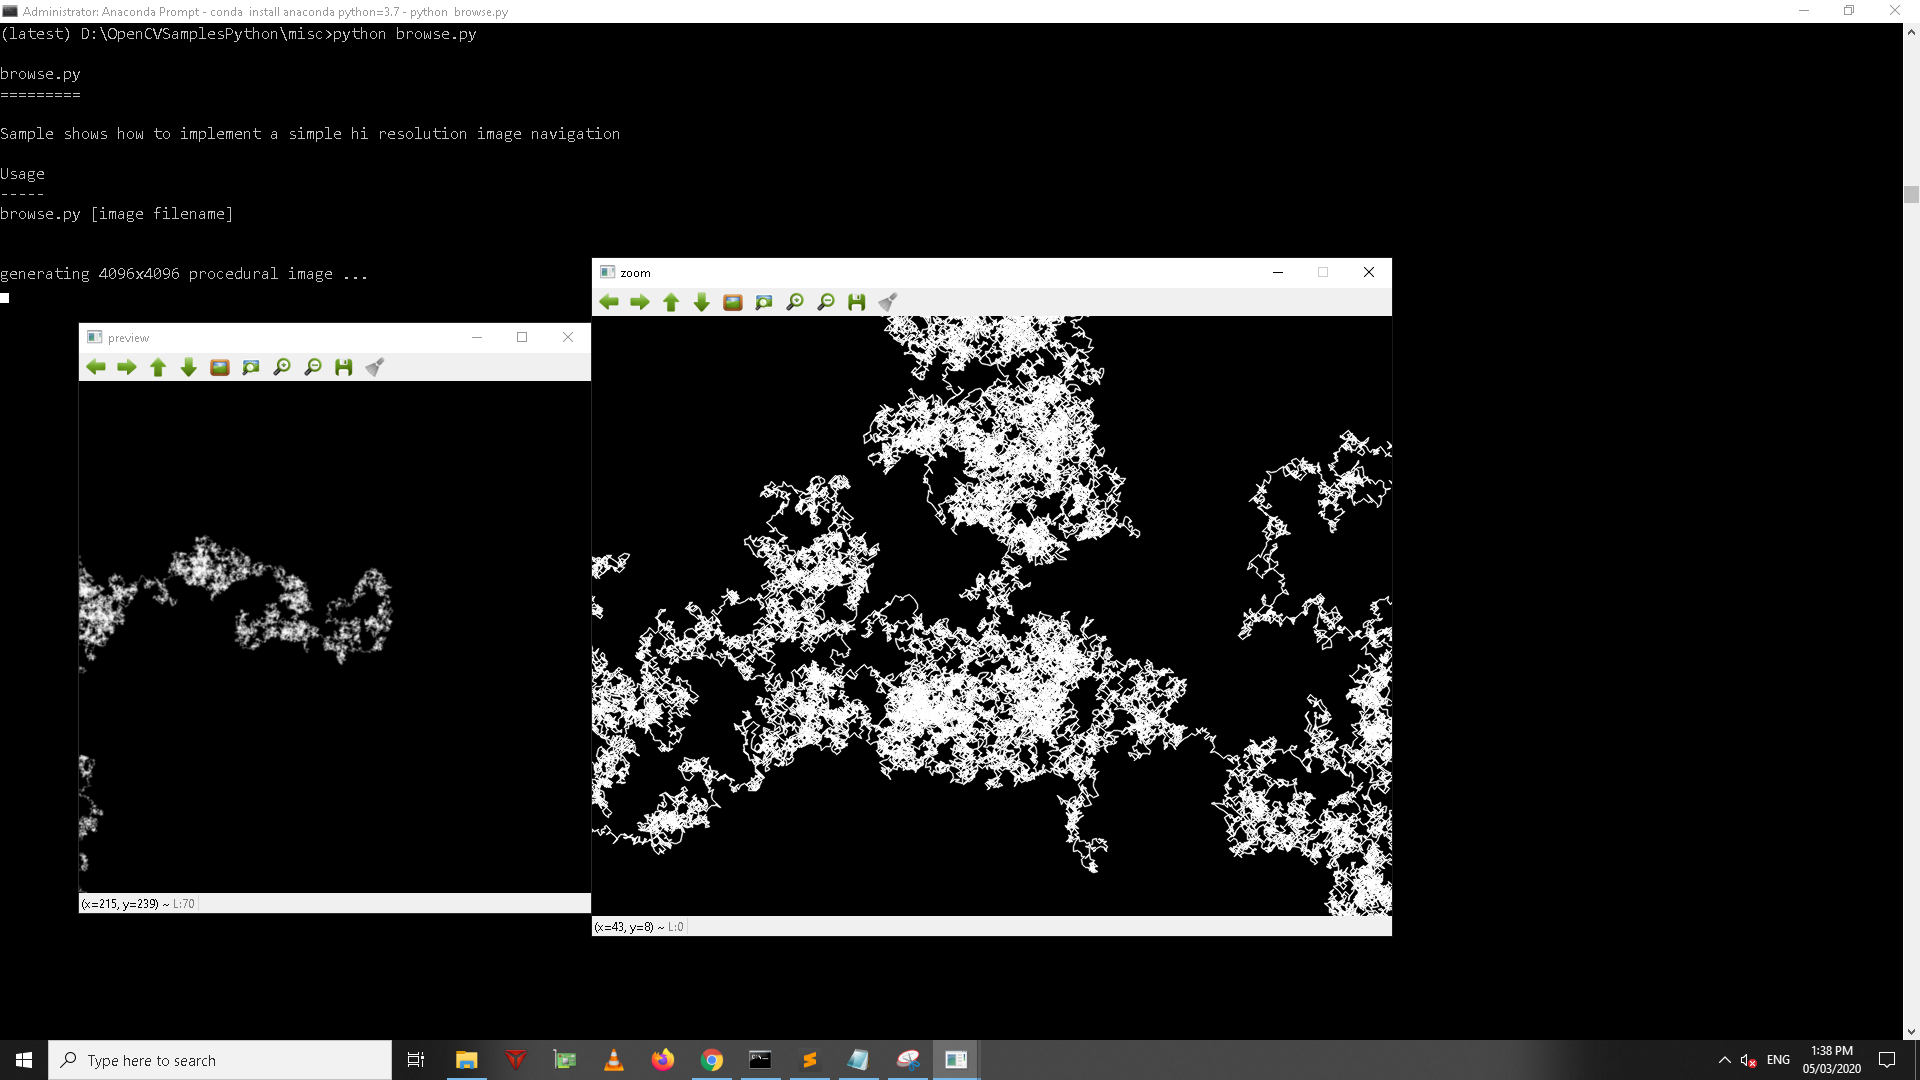 Administrator: Anaconda Prompt - conda  install anaconda python=3.7 - python  browse.py
(latest) D:\OpenCVSamplesPython\misc>python browse.py
browse.py
=========
Sample shows how to implement a simple hi resolution image navigation
Usage
-----
browse.py [image filename]
generating 4096x4096 procedural image ...
zoom
preview
(x=215, y=239) ~ L:70
(x=43, y=8) ~ L:0
Type here to search
ENG
1:38 PM
05/03/2020